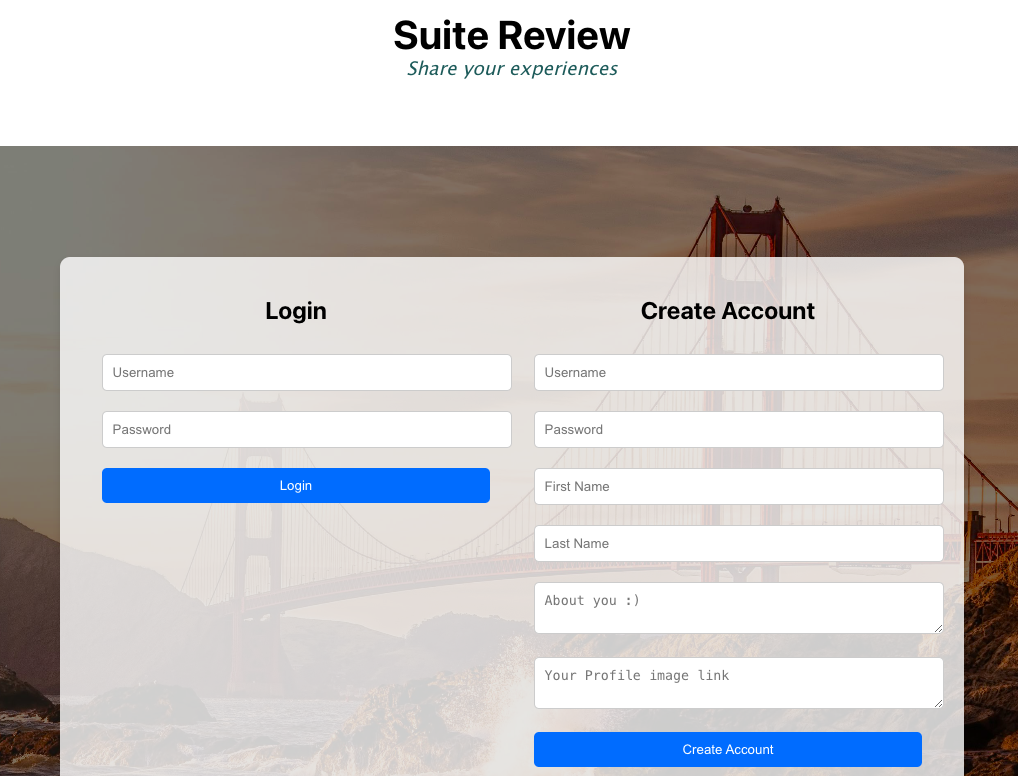 Suite Review
Share your experiences
Login
Username
Password
Login
Create Account
Username
Password
First Name
Last Name
About you :)
Your Profile image link
Create Account